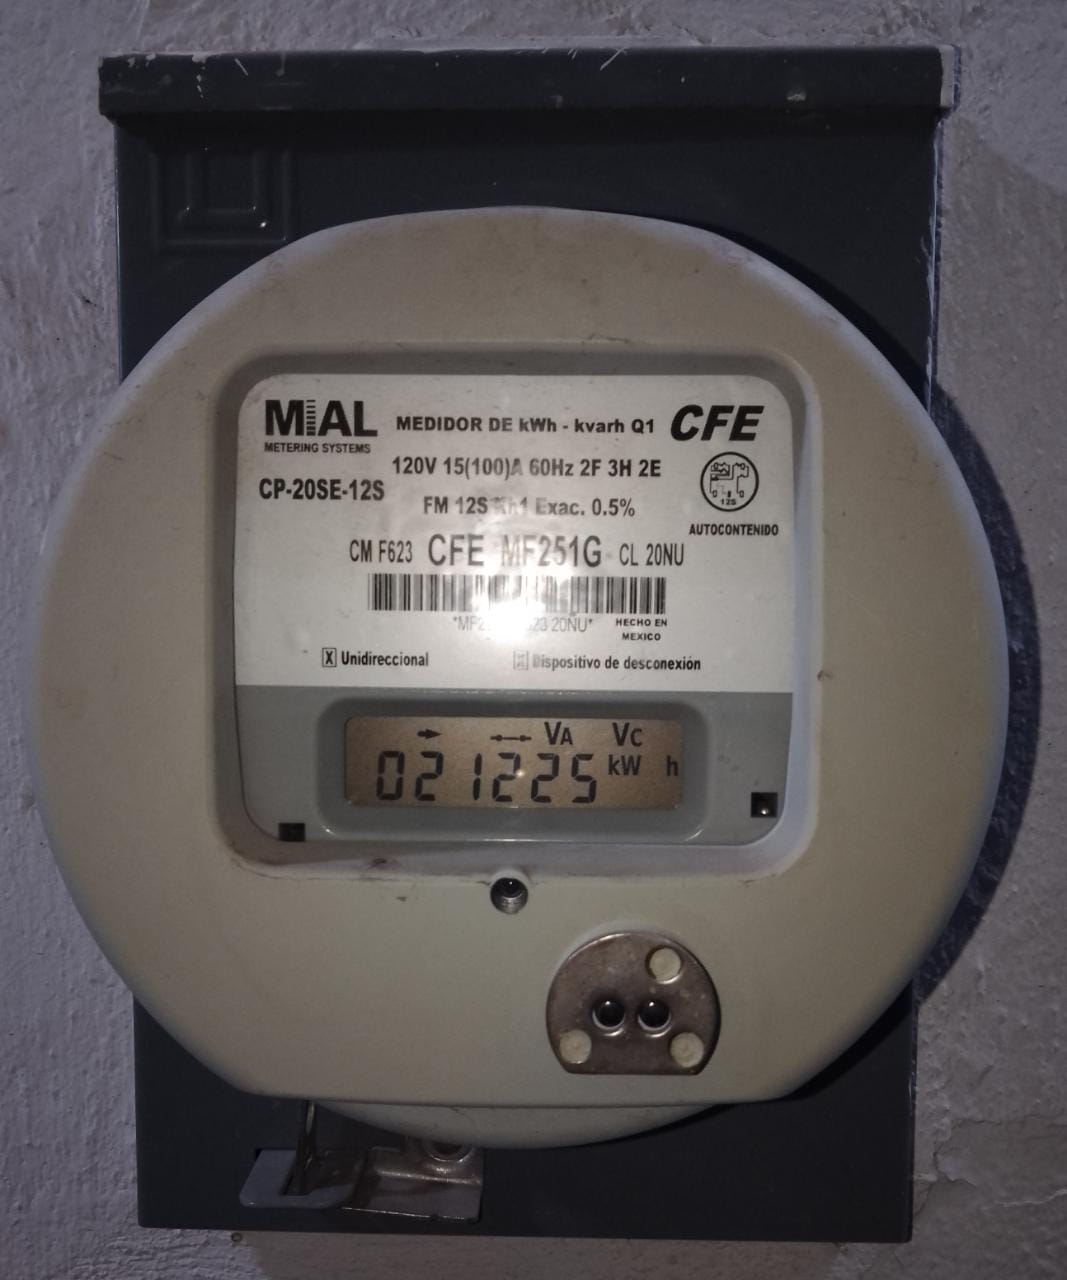 MIAL
METERING SYSTEMS
MEDIDOR DE kWh - kvarh Q1
CFE
120V 15(100)A 60Hz 2F 3H 2E
CP-20SE-12S
FM 12S Kh1 Exac. 0.5%
12S
AUTOCONTENIDO
CM F623 CFE MF251G CL 20NU
20NU*
HECHO EN
MEXICO
X Unidireccional
Dispositivo de desconexión
VA VC
021225 kW h